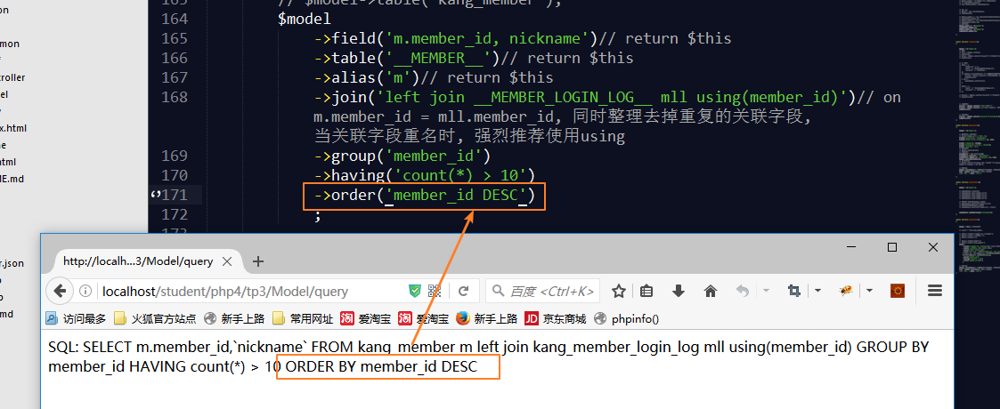 on
163 // $model->table('kang_member');
164 $model
mon
165 ->field('m.member_id, nickname')// return $this
166 ->table('__MEMBER__')// return $this
troller
167 ->alias('m')// return $this
el
168 ->join('left join __MEMBER_LOGIN_LOG__ mll using(member_id)')// on
m.member_id = mll.member_id, 同时整理去掉重复的关联字段,
x.html
当关联字段重名时, 强烈推荐使用using
ne
169 ->group('member_id')
html
170 ->having('count(*) > 10')
ME.md
171 ->order('member_id DESC')
172 ;
r.json
md
http://localh...3/Model/query
localhost/student/php4/tp3/Model/query
百度 <Ctrl+K>
访问最多 火狐官方站点 新手上路 常用网址 淘 爱淘宝 淘 爱淘宝 新手上路 JD 京东商城 phpinfo()
SQL: SELECT m.member_id,`nickname` FROM kang_member m left join kang_member_login_log mll using(member_id) GROUP BY
member_id HAVING count(*) > 10 ORDER BY member_id DESC